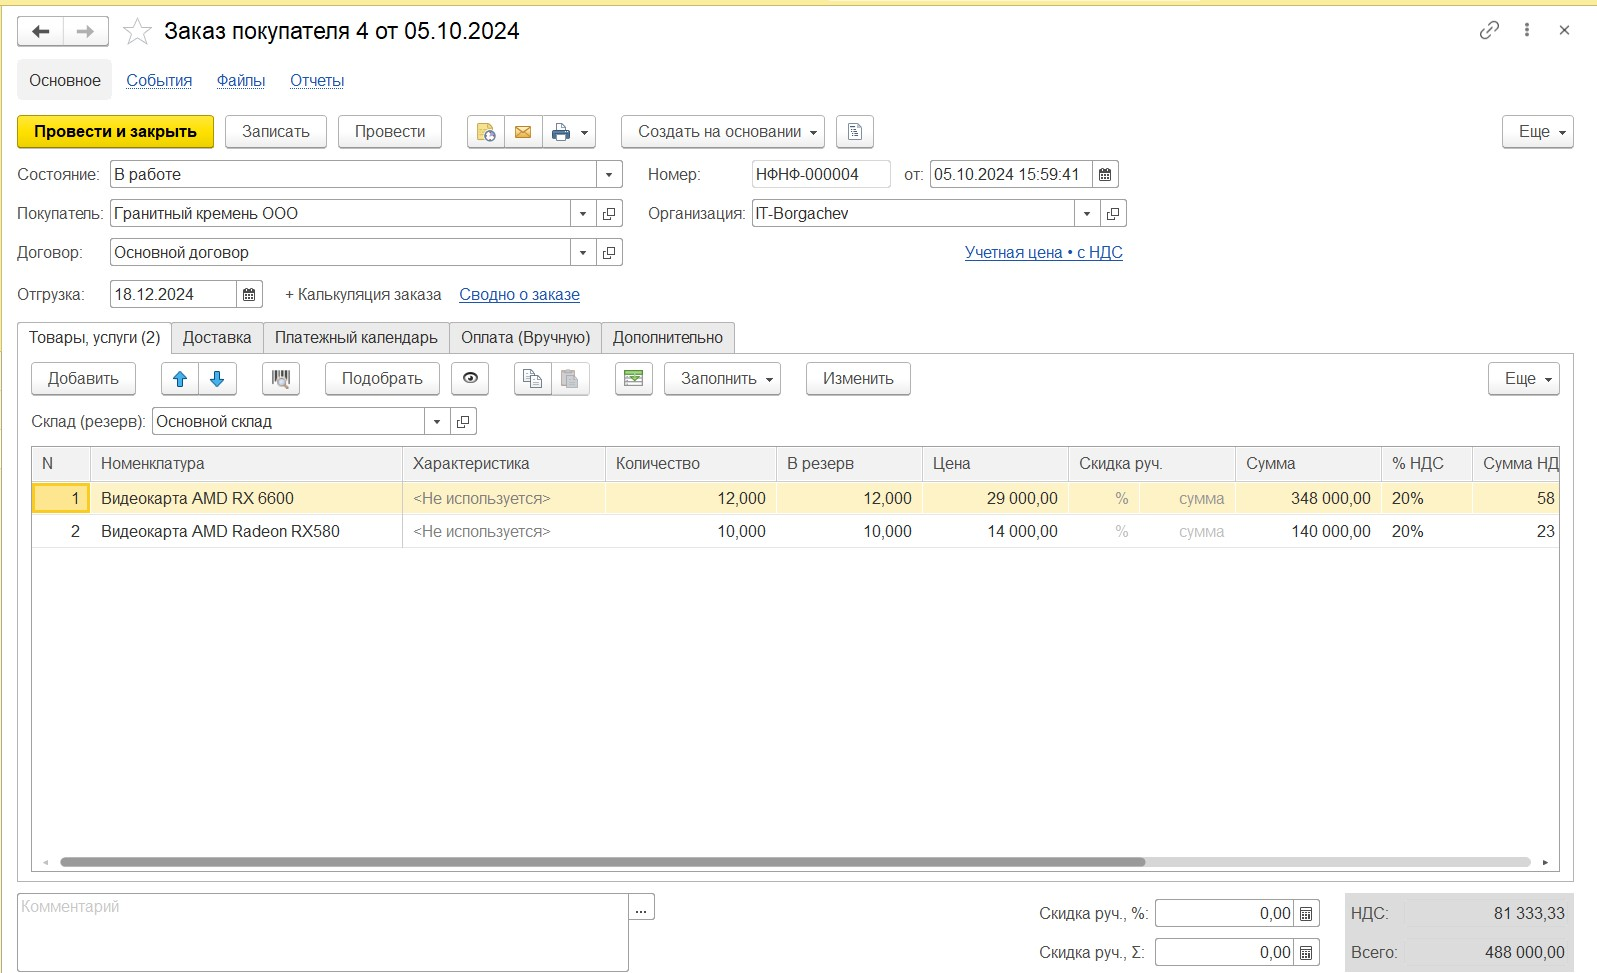 Заказ покупателя 4 от 05.10.2024
Основное События Файлы Отчеты
Провести и закрыть Записать Провести Создать на основании Еще
Состояние: В работе Номер: НФНФ-000004 от: 05.10.2024 15:59:41
Покупатель: Гранитный кремень ООО Организация: IT-Borgachev
Договор: Основной договор Учетная цена • с НДС
Отгрузка: 18.12.2024 + Калькуляция заказа Сводно о заказе
Товары, услуги (2) Доставка Платежный календарь Оплата (Вручную) Дополнительно
Добавить Подобрать Заполнить Изменить Еще
Склад (резерв): Основной склад
N Номенклатура Характеристика Количество В резерв Цена Скидка руч. Сумма % НДС Сумма НД
1 Видеокарта AMD RX 6600 <Не используется> 12,000 12,000 29 000,00 % сумма 348 000,00 20% 58
2 Видеокарта AMD Radeon RX580 <Не используется> 10,000 10,000 14 000,00 % сумма 140 000,00 20% 23
Комментарий ... Скидка руч., %: 0,00 НДС: 81 333,33
Скидка руч., Σ: 0,00 Всего: 488 000,00